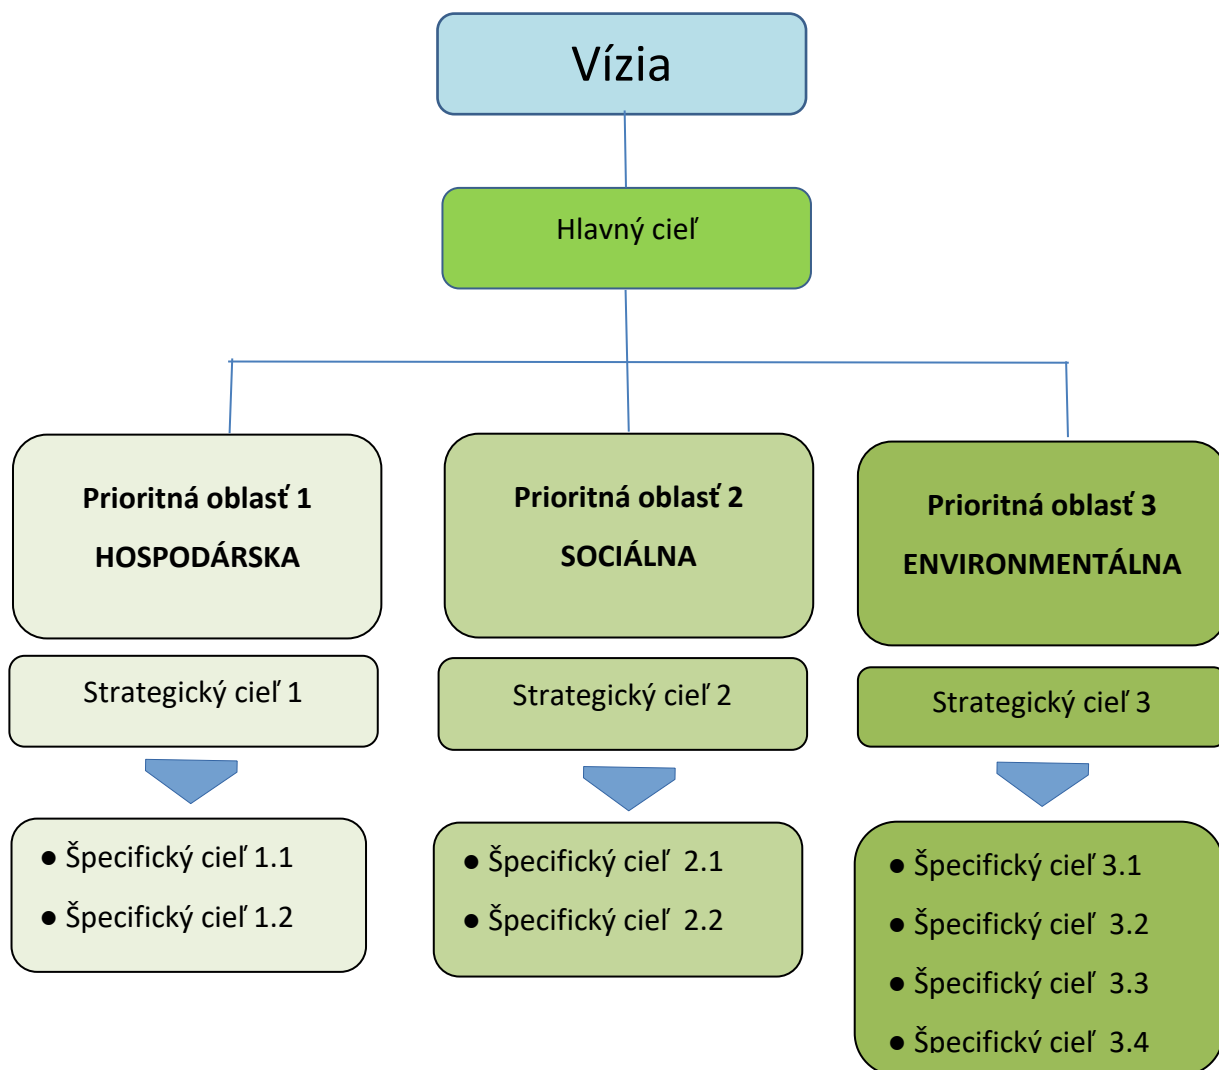 Vízia
Hlavný cieľ
Prioritná oblasť 1
HOSPODÁRSKA
Strategický cieľ 1
● Špecifický cieľ 1.1
● Špecifický cieľ 1.2
Prioritná oblasť 2
SOCIÁLNA
Strategický cieľ 2
● Špecifický cieľ 2.1
● Špecifický cieľ 2.2
Prioritná oblasť 3
ENVIRONMENTÁLNA
Strategický cieľ 3
● Špecifický cieľ 3.1
● Špecifický cieľ 3.2
● Špecifický cieľ 3.3
● Špecifický cieľ 3.4